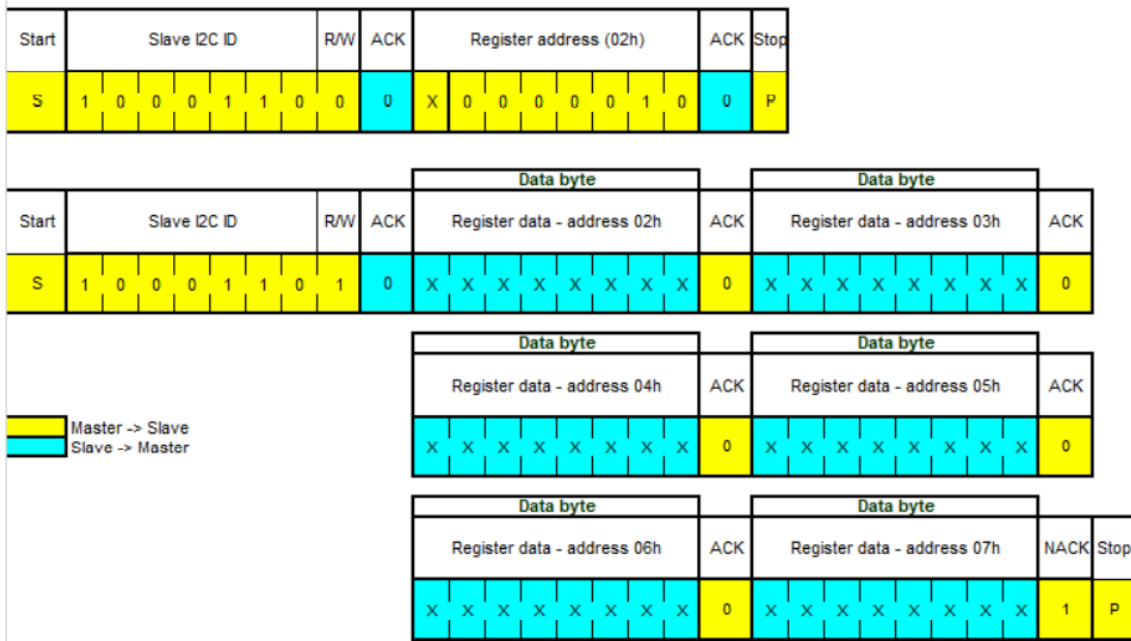 Start Slave I2C ID R/W ACK Register address (02h) ACK Stop
S 1 0 0 0 1 1 0 0 0 X 0 0 0 0 0 1 0 0 P
Data byte Data byte
Start Slave I2C ID R/W ACK Register data - address 02h ACK Register data - address 03h ACK
S 1 0 0 0 1 1 0 1 0 X X X X X X X X 0 X X X X X X X X 0
Data byte Data byte
Register data - address 04h ACK Register data - address 05h ACK
Master -> Slave
Slave -> Master
X X X X X X X X 0 X X X X X X X X 0
Data byte Data byte
Register data - address 06h ACK Register data - address 07h NACK Stop
X X X X X X X X 0 X X X X X X X X 1 P